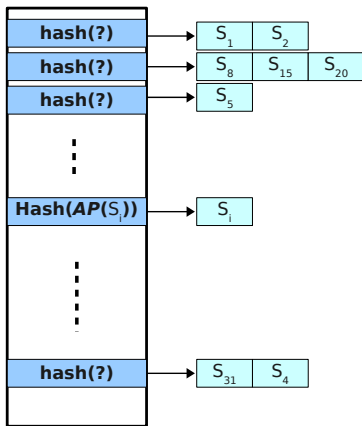 hash(?) S₁ S₂
hash(?) S₈ S₁₅ S₂₀
hash(?) S₅
Hash(AP(Sᵢ)) Sᵢ
hash(?) S₃₁ S₄